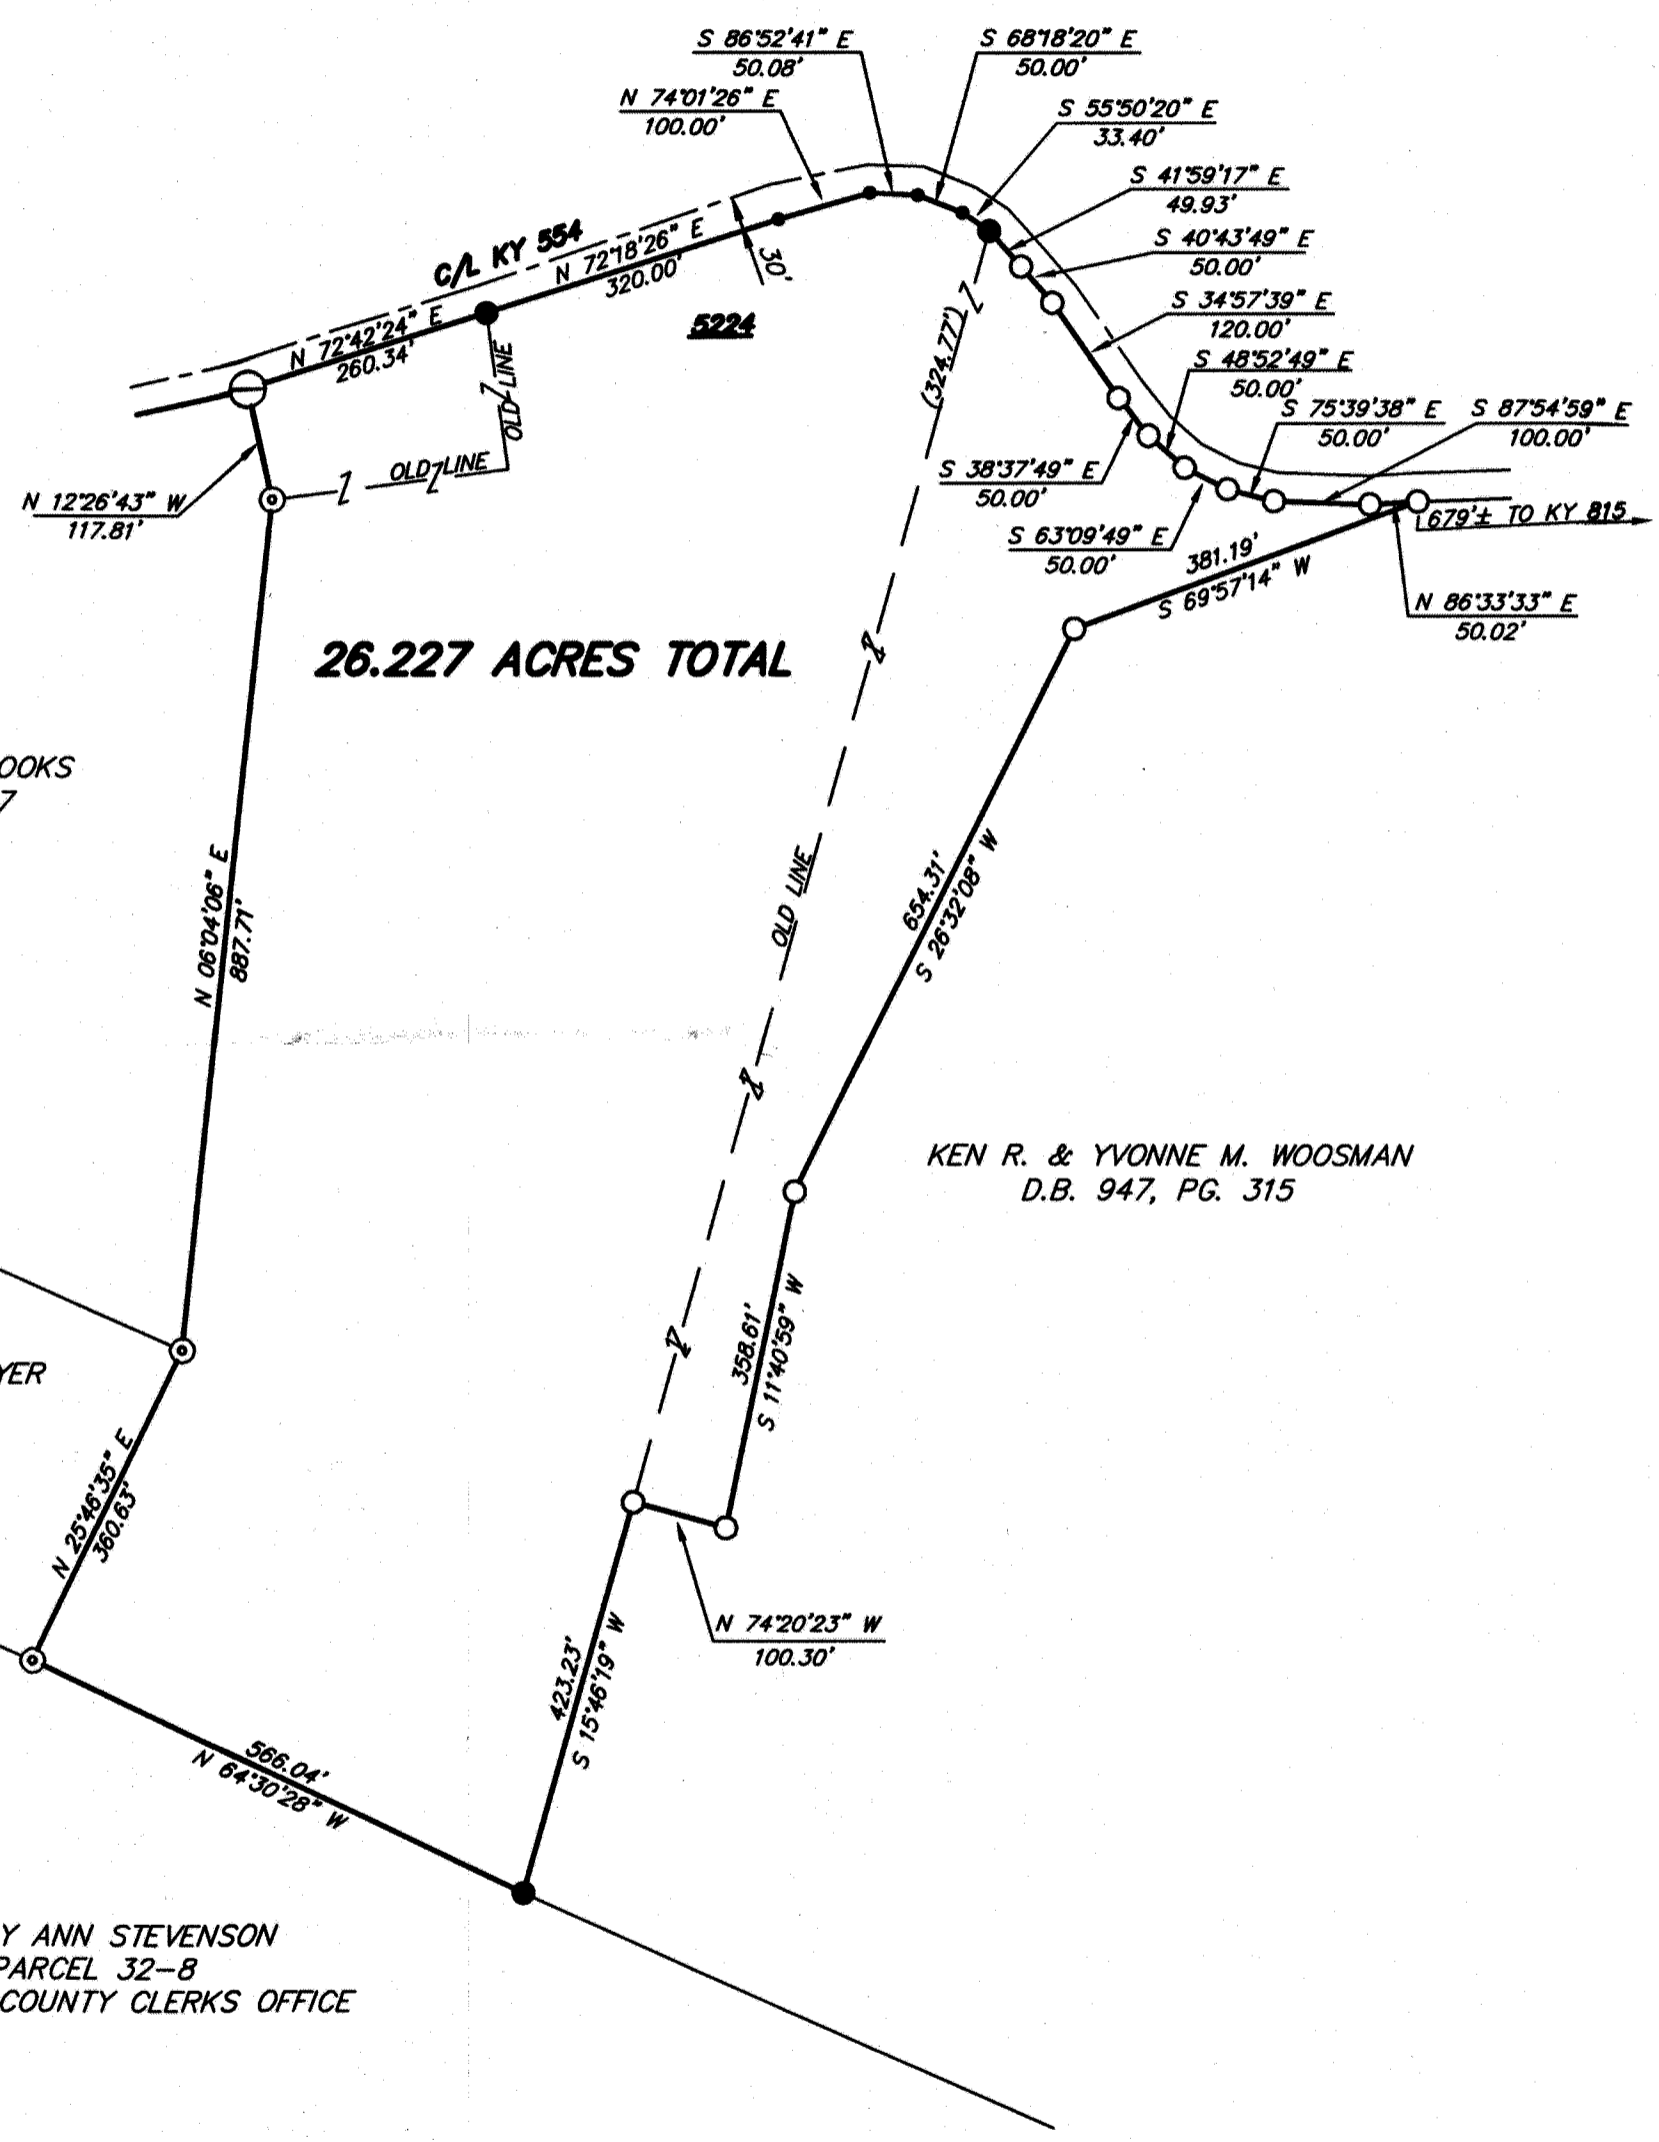 S 86°52'41" E
50.08'
S 68°18'20" E
50.00'
N 74°01'26" E
100.00'
S 55°50'20" E
33.40'
S 41°59'17" E
49.93'
C/L KY 554
N 72°18'26" E
320.00'
30'
S 40°43'49" E
50.00'
S 34°57'39" E
120.00'
5224
N 72°42'24" E
260.34'
OLD LINE
(324.77')
S 48°52'49" E
50.00'
S 75°39'38" E
50.00'
S 87°54'59" E
100.00'
OLD LINE
S 38°37'49" E
50.00'
N 12°26'43" W
117.81'
679'± TO KY 815
S 63°09'49" E
50.00'
381.19'
S 69°57'14" W
N 86°33'33" E
50.02'
26.227 ACRES TOTAL
OOKS
7
N 06°04'06" E
887.71'
OLD LINE
654.31'
S 26°32'08" W
KEN R. & YVONNE M. WOOSMAN
D.B. 947, PG. 315
358.61'
S 11°40'59" W
YER
N 25°46'35" E
360.63'
N 74°20'23" W
100.30'
423.23'
S 15°46'19" W
566.04'
N 64°30'28" W
Y ANN STEVENSON
PARCEL 32-8
COUNTY CLERKS OFFICE